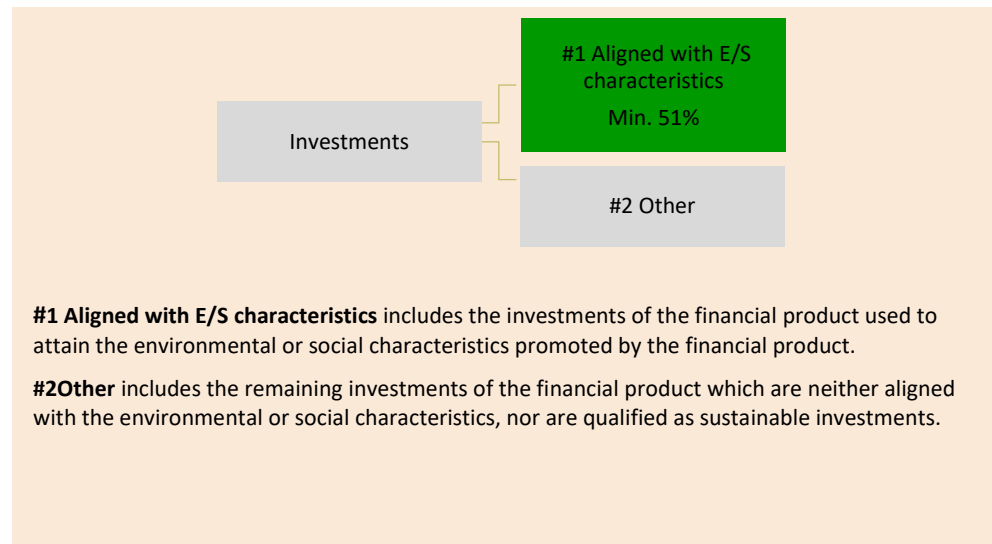 #1 Aligned with E/S
characteristics
Min. 51%
Investments
#2 Other
#1 Aligned with E/S characteristics includes the investments of the financial product used to
attain the environmental or social characteristics promoted by the financial product.
#2Other includes the remaining investments of the financial product which are neither aligned
with the environmental or social characteristics, nor are qualified as sustainable investments.